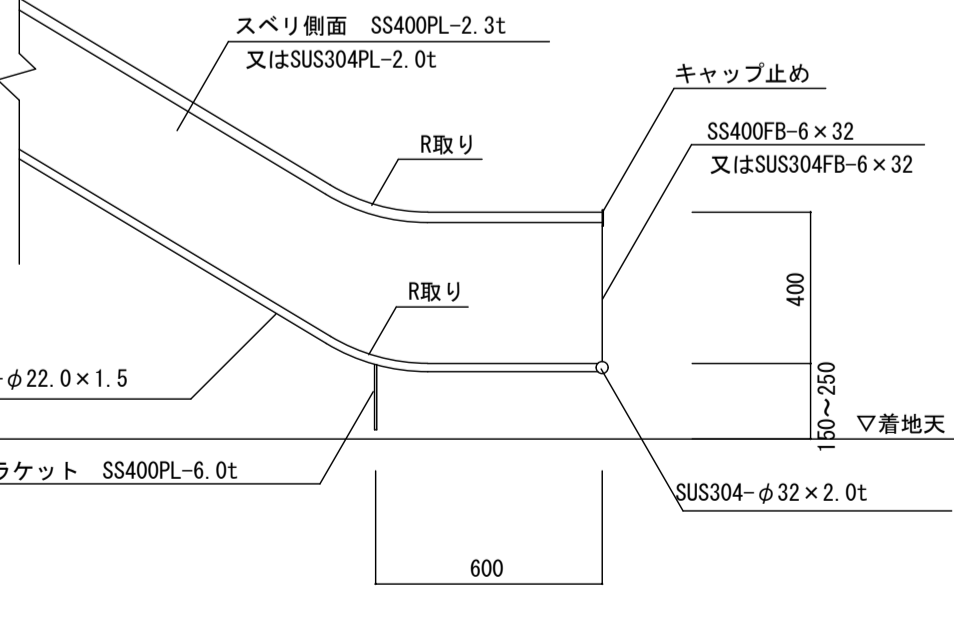 スベリ側面 SS400PL-2.3t
又はSUS304PL-2.0t
キャップ止め
R取り
SS400FB-6×32
又はSUS304FB-6×32
R取り
400
-φ22.0×1.5
150～250
▽着地天
ラケット SS400PL-6.0t
SUS304-φ32×2.0t
600